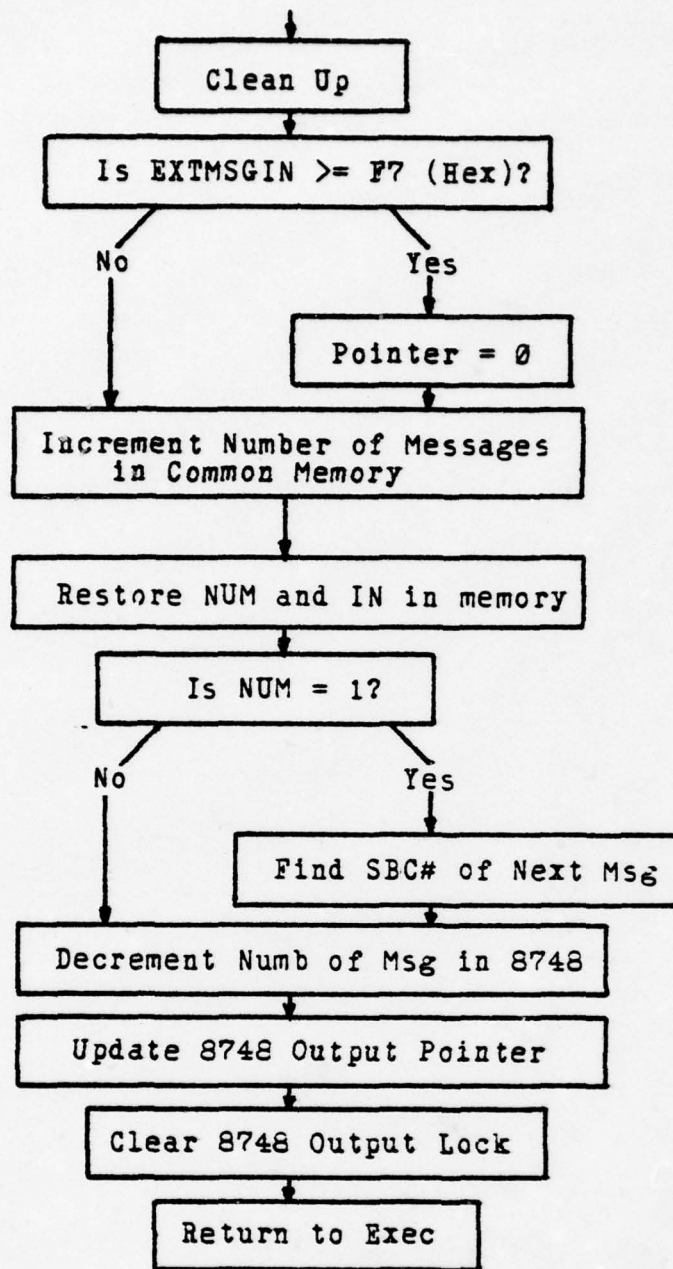 Clean Up
Is EXTMSGIN >= F7 (Hex)?
No
Yes
Pointer = Ø
Increment Number of Messages
in Common Memory
Restore NUM and IN in memory
Is NUM = 1?
No
Yes
Find SBC# of Next Msg
Decrement Numb of Msg in 8748
Update 8748 Output Pointer
Clear 8748 Output Lock
Return to Exec